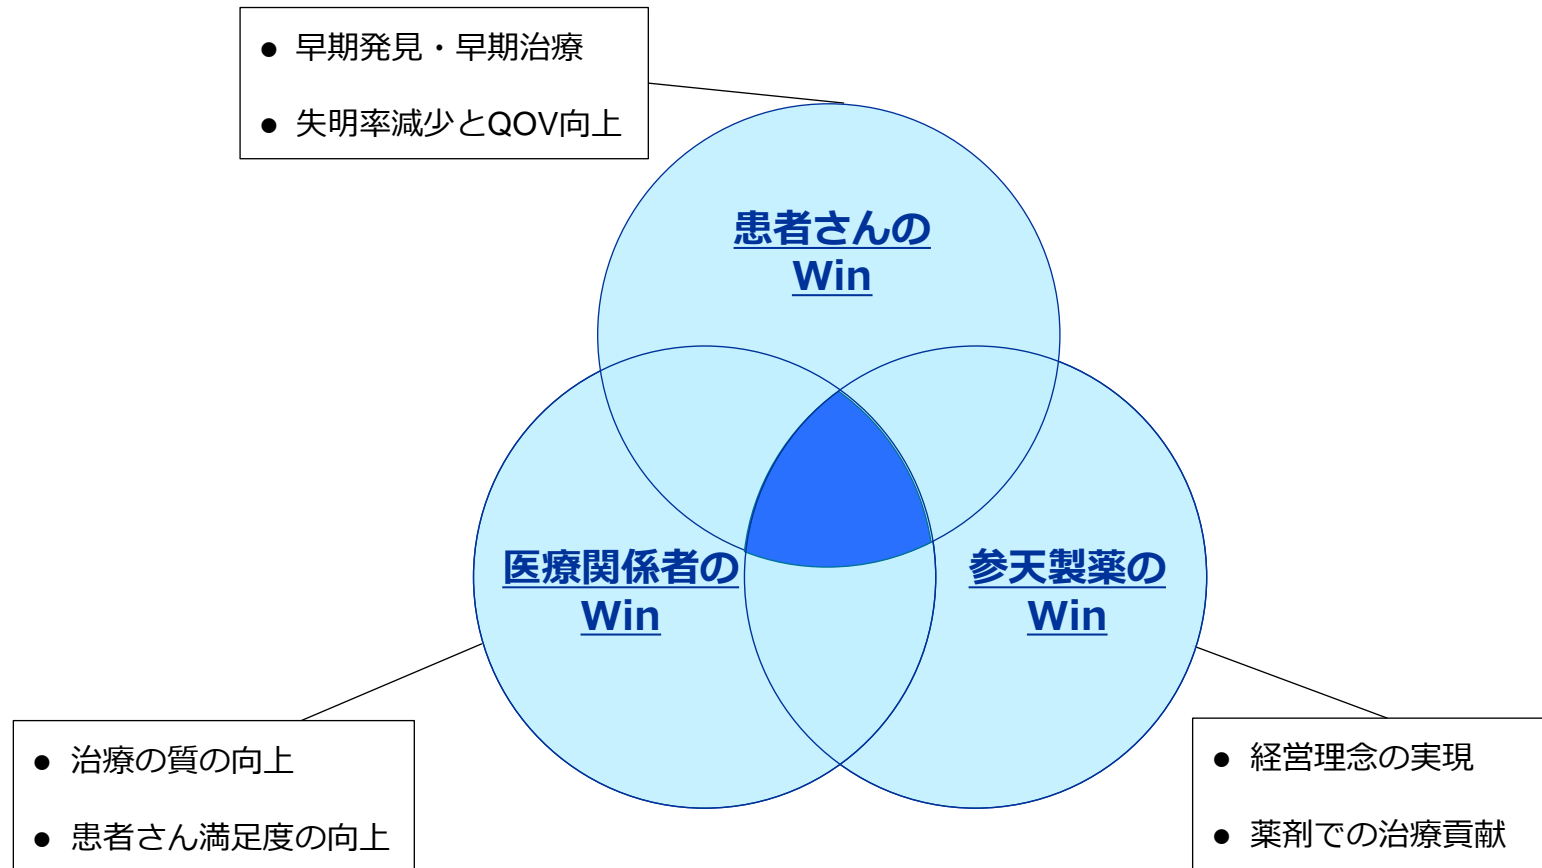 ● 早期発見・早期治療
● 失明率減少とQOV向上
患者さんの
Win
医療関係者の
Win
参天製薬の
Win
● 治療の質の向上
● 患者さん満足度の向上
● 経営理念の実現
● 薬剤での治療貢献